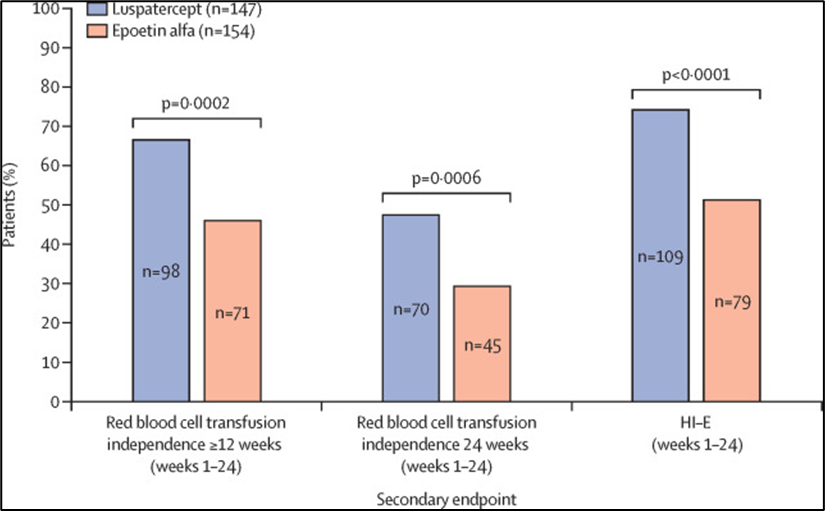 Luspatercept (n=147)
Epoetin alfa (n=154)
Patients (%)
100
90
80
70
60
50
40
30
20
10
0
p=0·0002
n=98
n=71
p=0·0006
n=70
n=45
p<0·0001
n=109
n=79
Red blood cell transfusion
independence ≥12 weeks
(weeks 1–24)
Red blood cell transfusion
independence 24 weeks
(weeks 1–24)
HI–E
(weeks 1–24)
Secondary endpoint